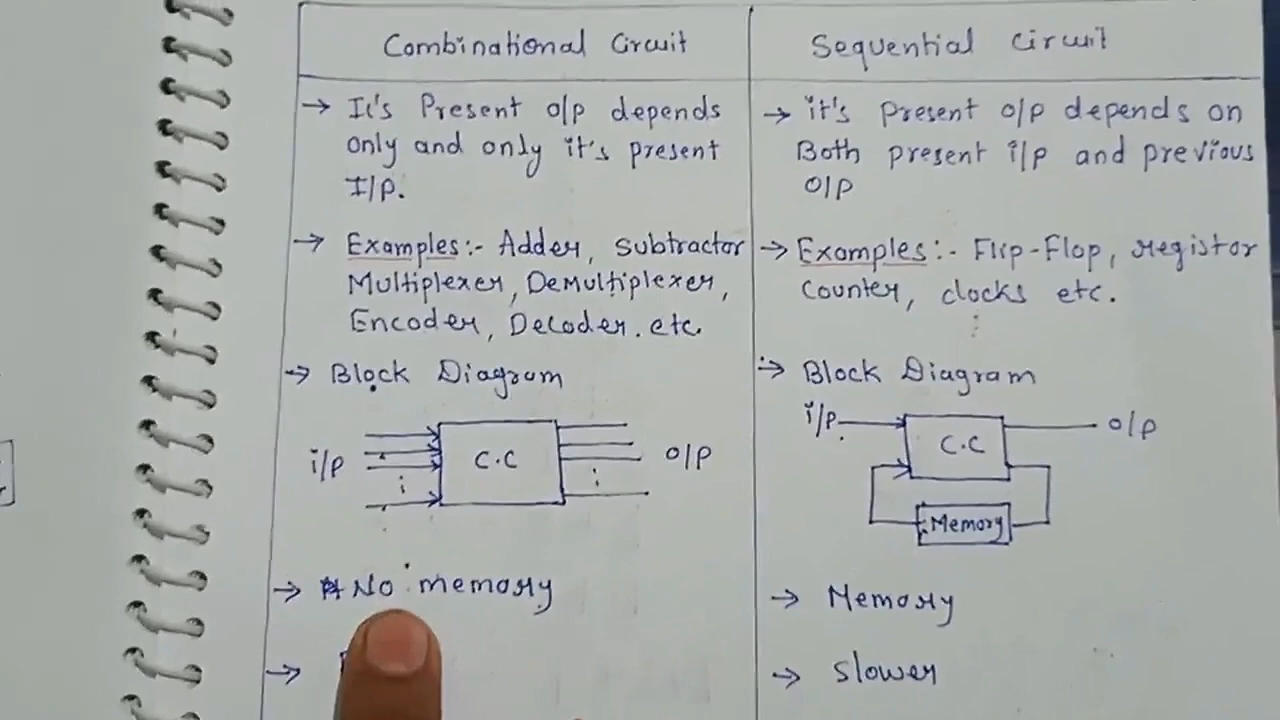 Combinational Circuit
→ It's Present o/p depends
only and only it's present
I/p.
→ Examples:- Adder, Subtractor
Multiplexer, Demultiplexer,
Encoder, Decoder. etc.
→ Block Diagram
i/p C.C o/p
→ No memory
→
Sequential Circuit
→ it's present o/p depends on
Both present i/p and previous
o/p
→ Examples:- Flip-Flop, registor
Counter, clocks etc.
→ Block Diagram
i/p C.C o/p
Memory
→ Memory
→ Slower